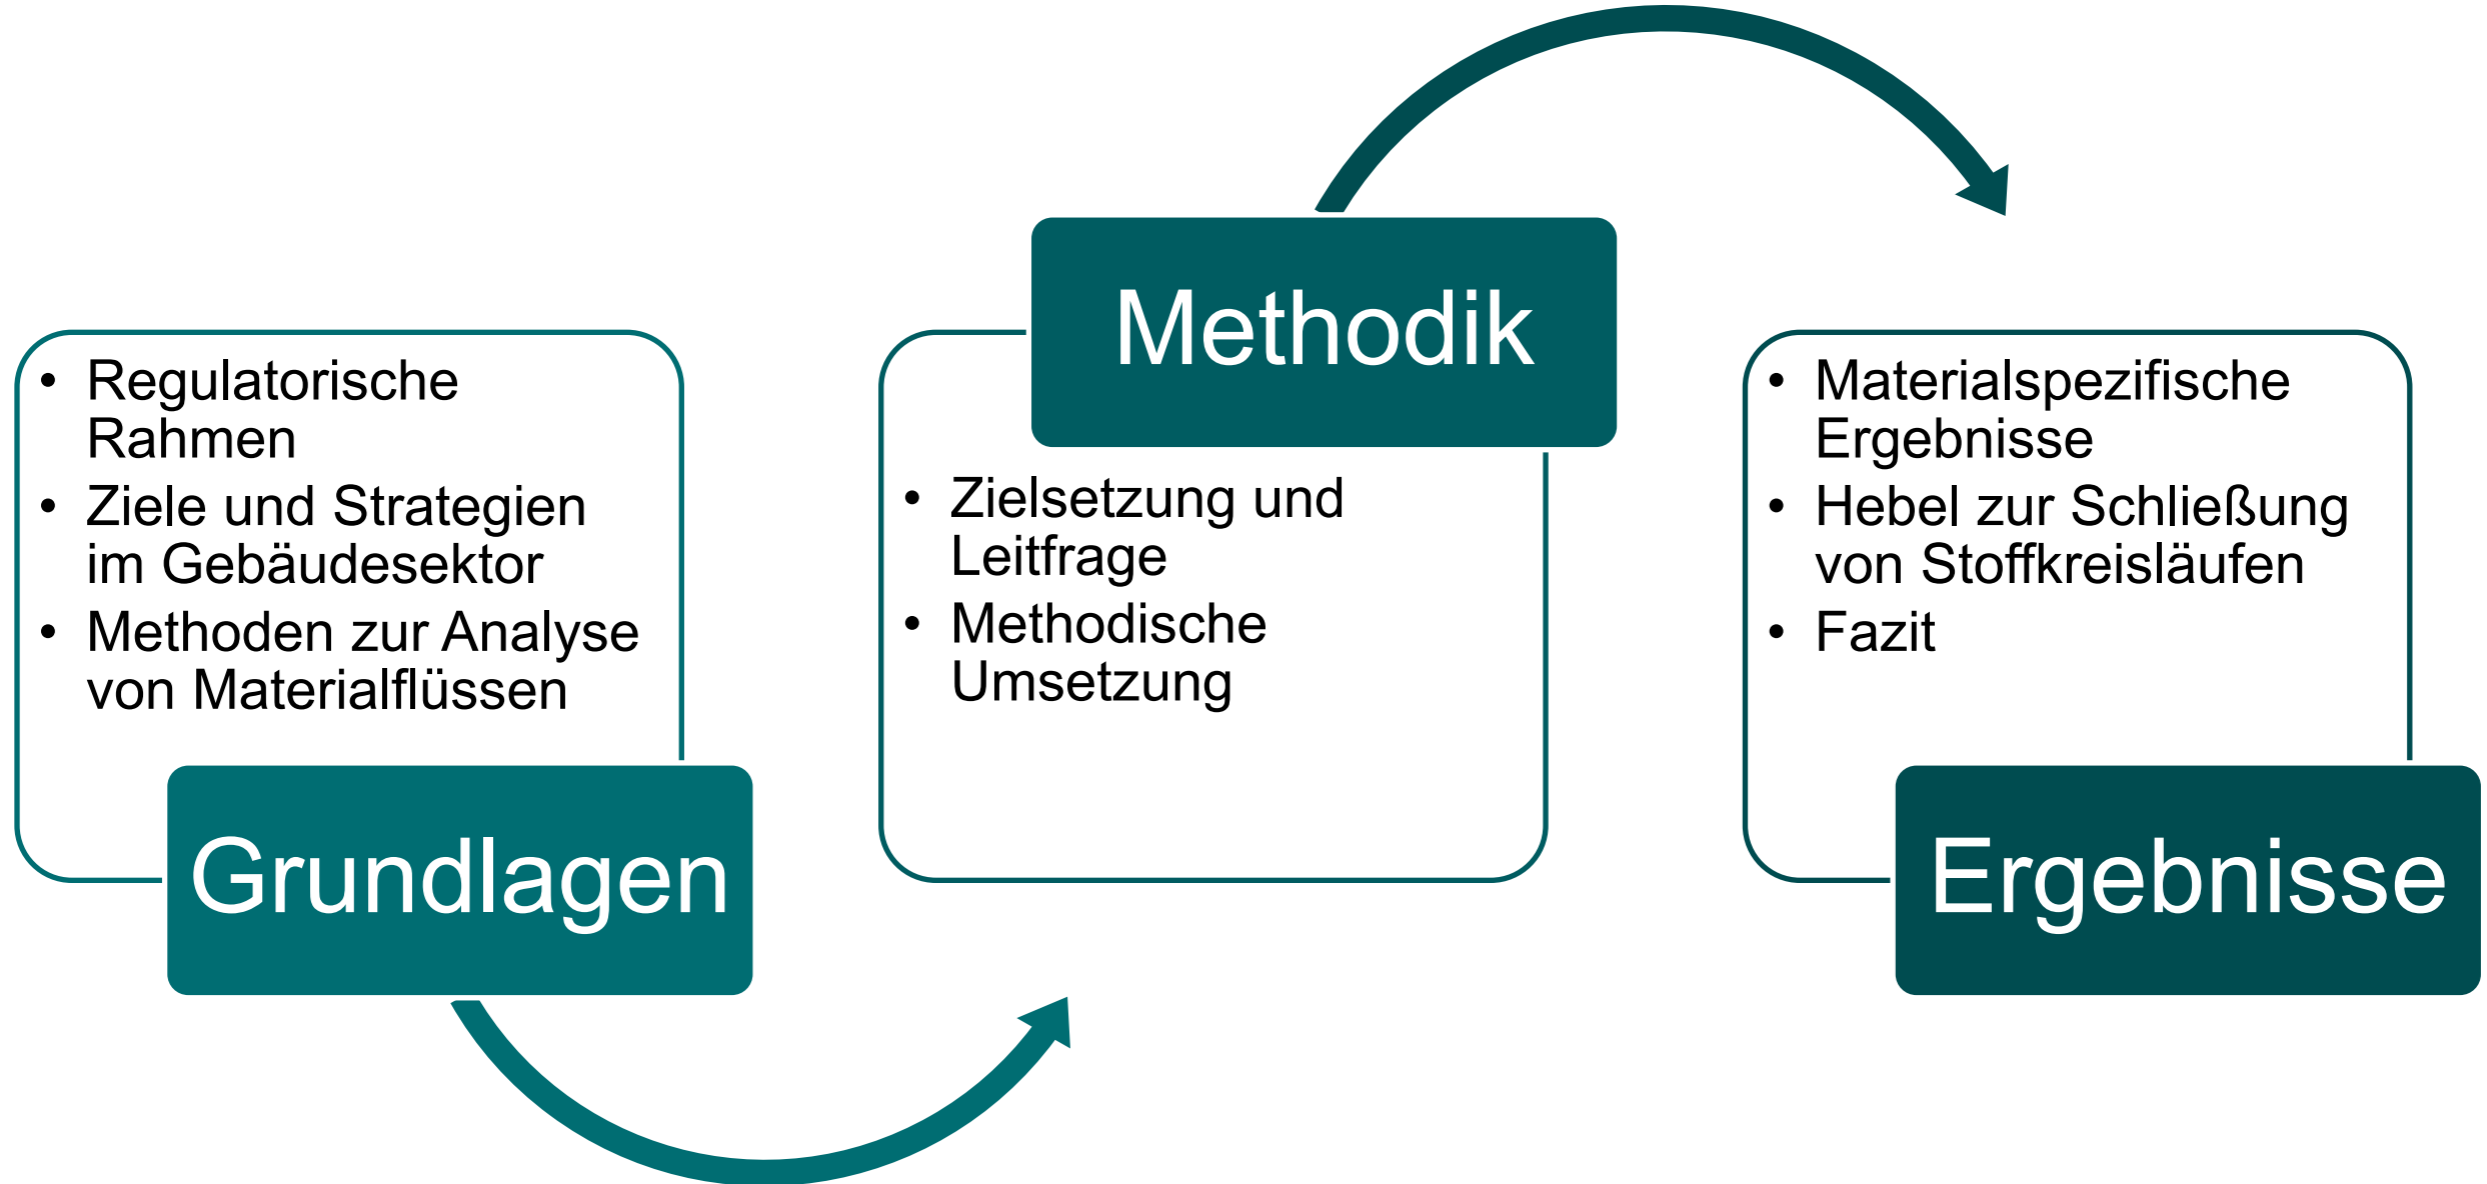 • Regulatorische
Rahmen
• Ziele und Strategien
im Gebäudesektor
• Methoden zur Analyse
von Materialflüssen
Grundlagen
Methodik
• Zielsetzung und
Leitfrage
• Methodische
Umsetzung
• Materialspezifische
Ergebnisse
• Hebel zur Schließung
von Stoffkreisläufen
• Fazit
Ergebnisse